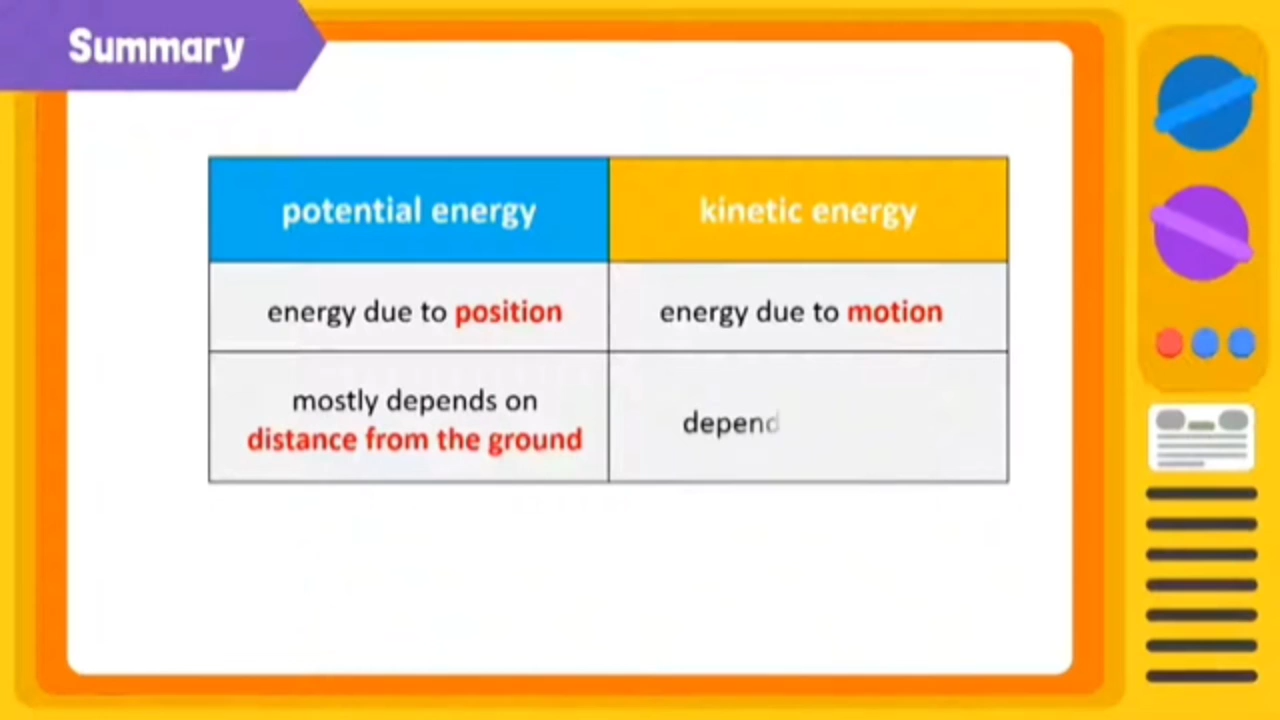 Summary
potential energy
kinetic energy
energy due to position
energy due to motion
mostly depends on
distance from the ground
depend